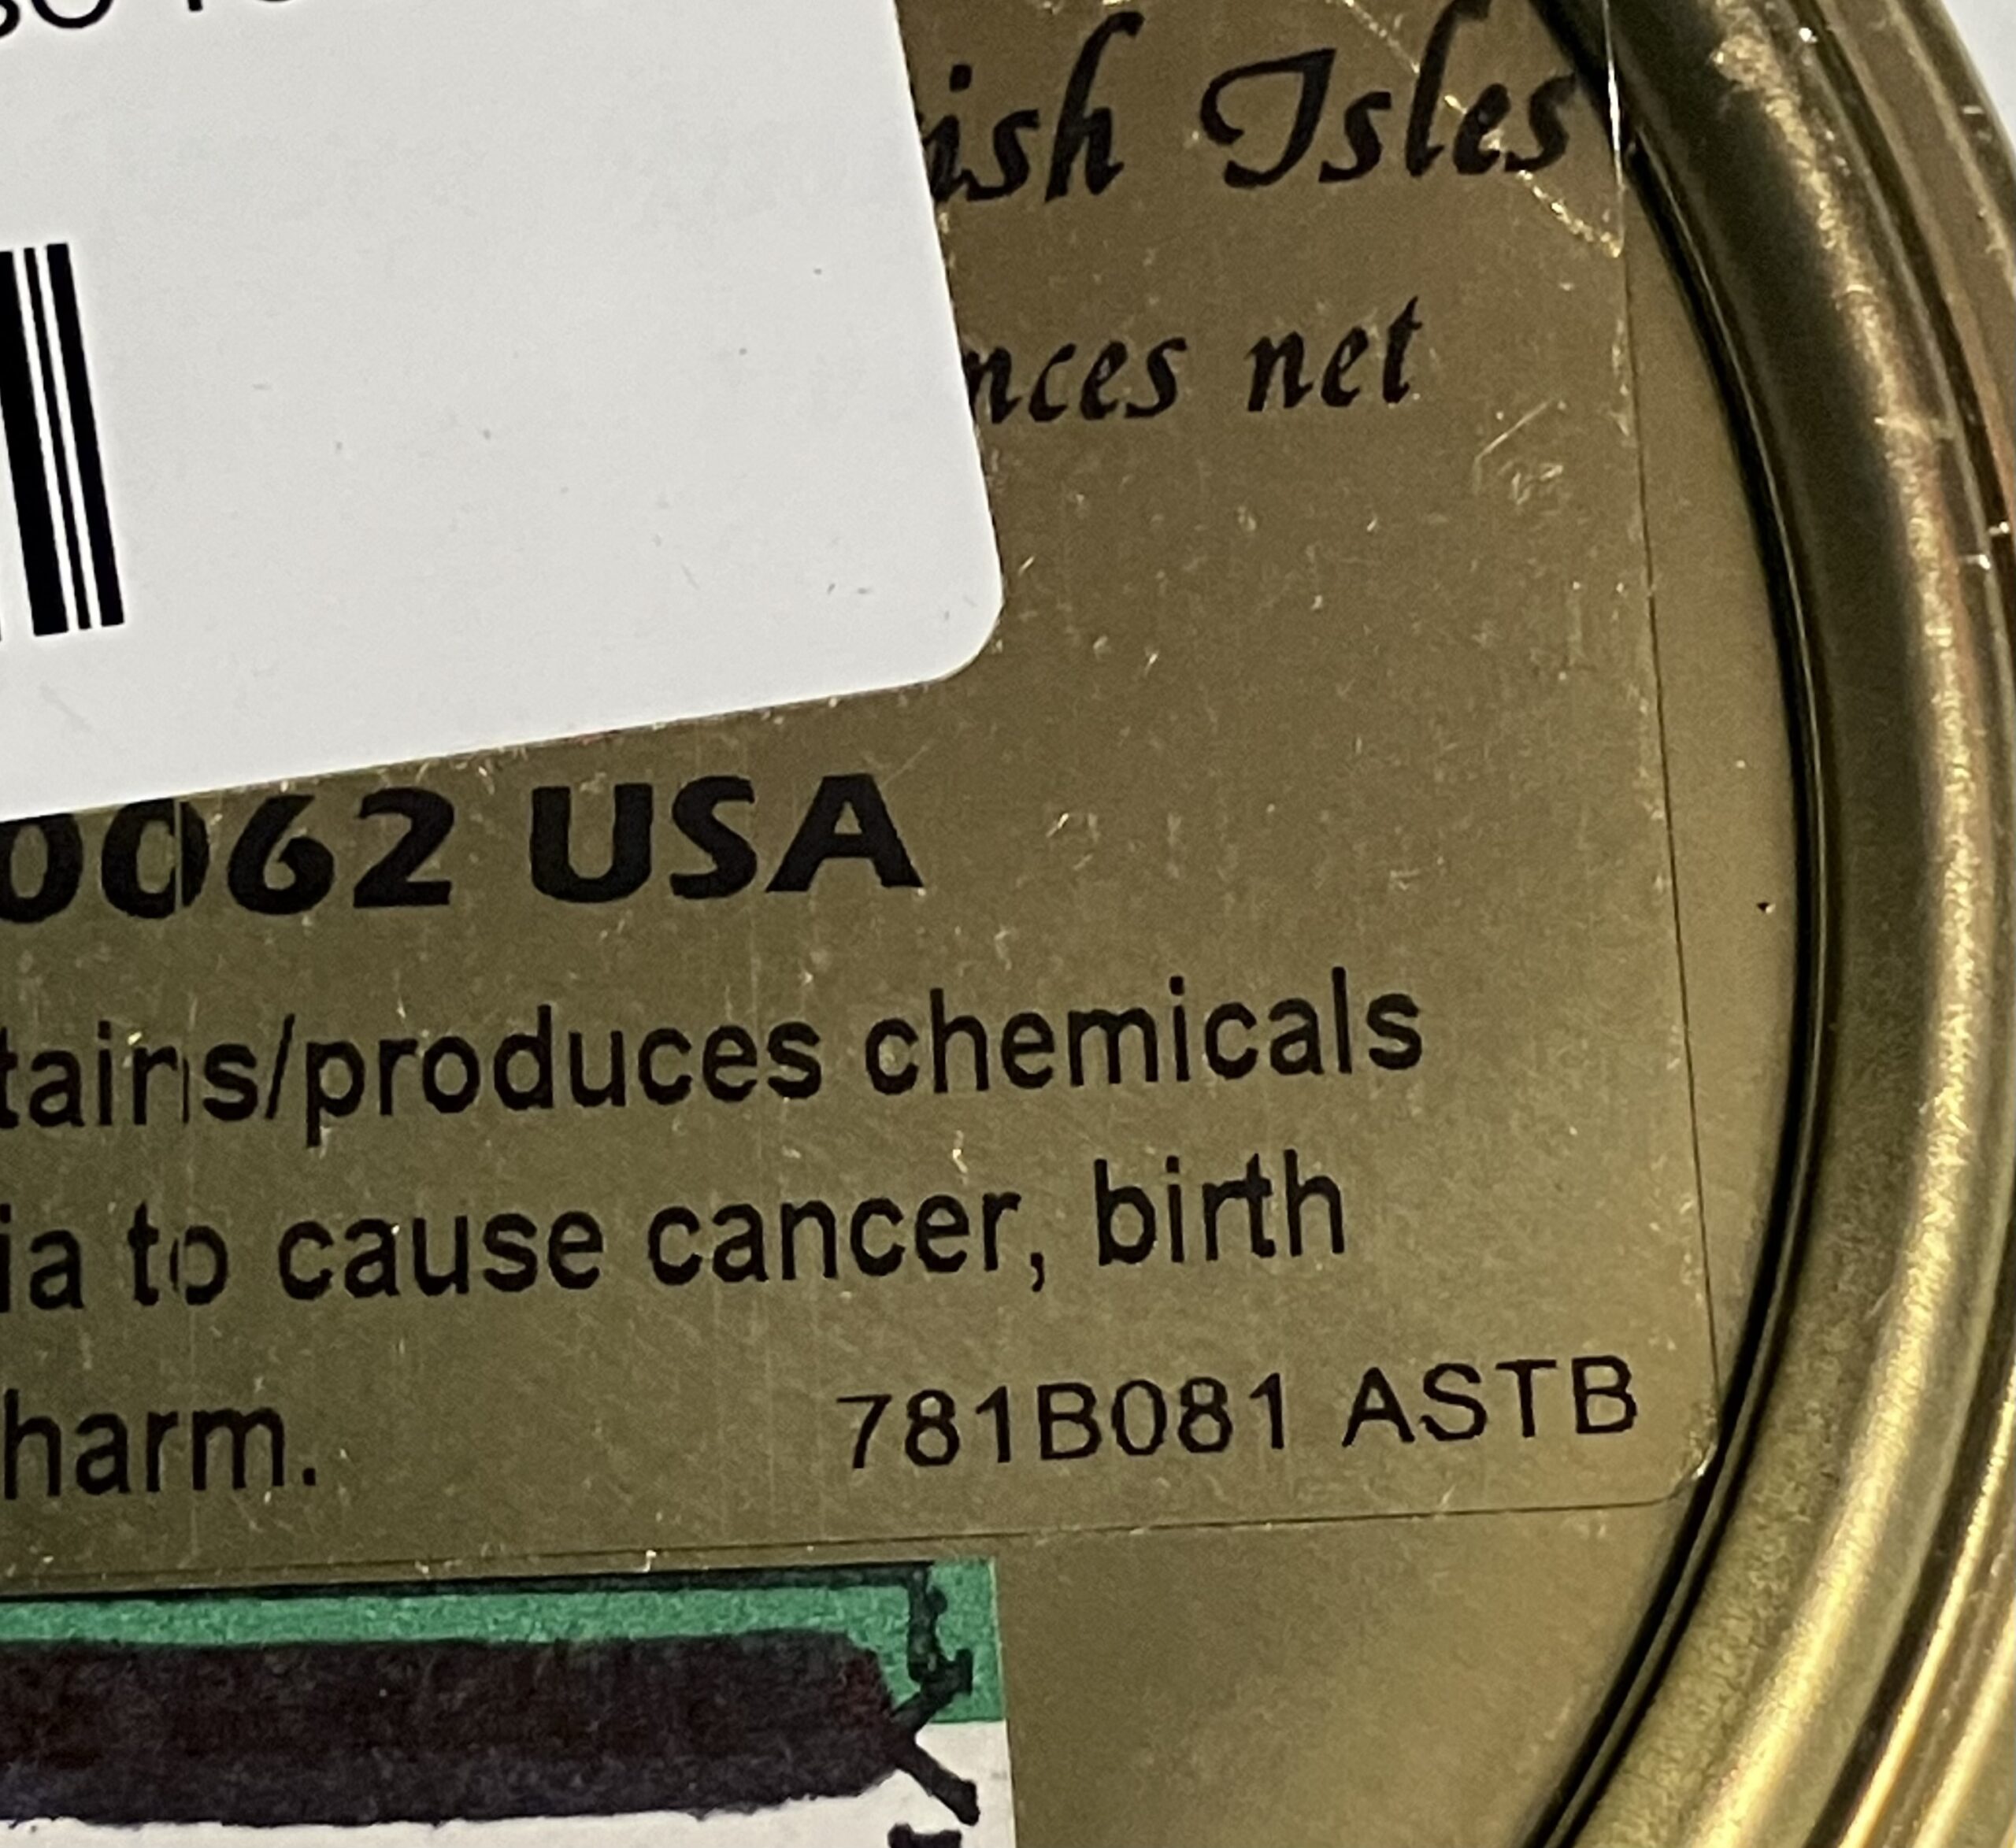 ish Isles
nces net
0062 USA
tains/produces chemicals
ia to cause cancer, birth
harm.
781B081 ASTB